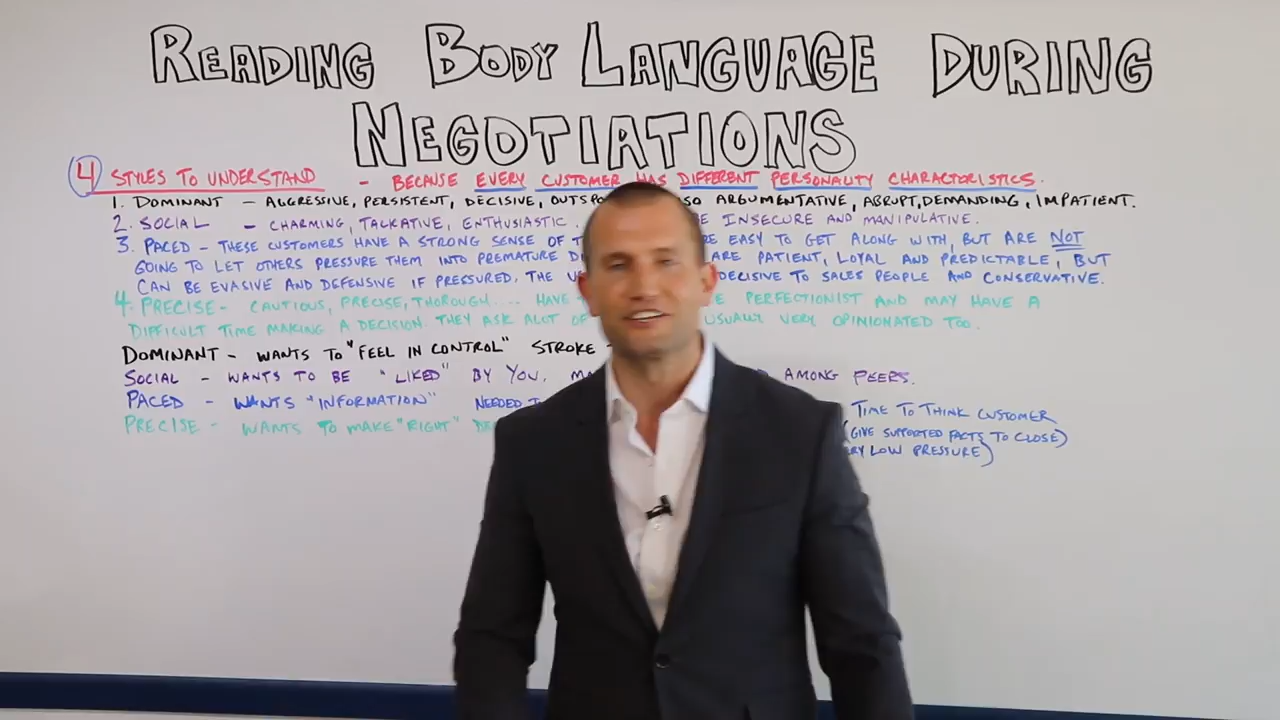 READING BODY LANGUAGE DURING
NEGOTIATIONS
4 STYLES TO UNDERSTAND - BECAUSE EVERY CUSTOMER HAS DIFFERENT PERSONALITY CHARACTERISTICS.
1. DOMINANT - AGGRESSIVE, PERSISTENT, DECISIVE, ARGUMENTATIVE, ABRUPT, DEMANDING, IMPATIENT.
2. SOCIAL - CHARMING, TALKATIVE, ENTHUSIASTIC. INSECURE AND MANIPULATIVE.
3. PACED - THESE CUSTOMERS HAVE A STRONG SENSE OF EASY TO GET ALONG WITH, BUT ARE NOT
GOING TO LET OTHERS PRESSURE THEM INTO PREMATURE ARE PATIENT, LOYAL AND PREDICTABLE, BUT
CAN BE EVASIVE AND DEFENSIVE IF PRESSURED, THE DECISIVE TO SALES PEOPLE AND CONSERVATIVE.
4. PRECISE - CAUTIOUS, PRECISE, THOROUGH.... HAVE PERFECTIONIST AND MAY HAVE A
DIFFICULT TIME MAKING A DECISION. THEY ASK ALOT OF USUALLY VERY OPINIONATED TOO.
DOMINANT - WANTS TO "FEEL IN CONTROL" STROKE
SOCIAL - WANTS TO BE "LIKED" BY YOU, AMONG PEERS.
PACED - WANTS "INFORMATION" NEEDED TIME TO THINK CUSTOMER
PRECISE - WANTS TO MAKE "RIGHT" (GIVE SUPPORTED FACTS TO CLOSE)
LOW PRESSURE)